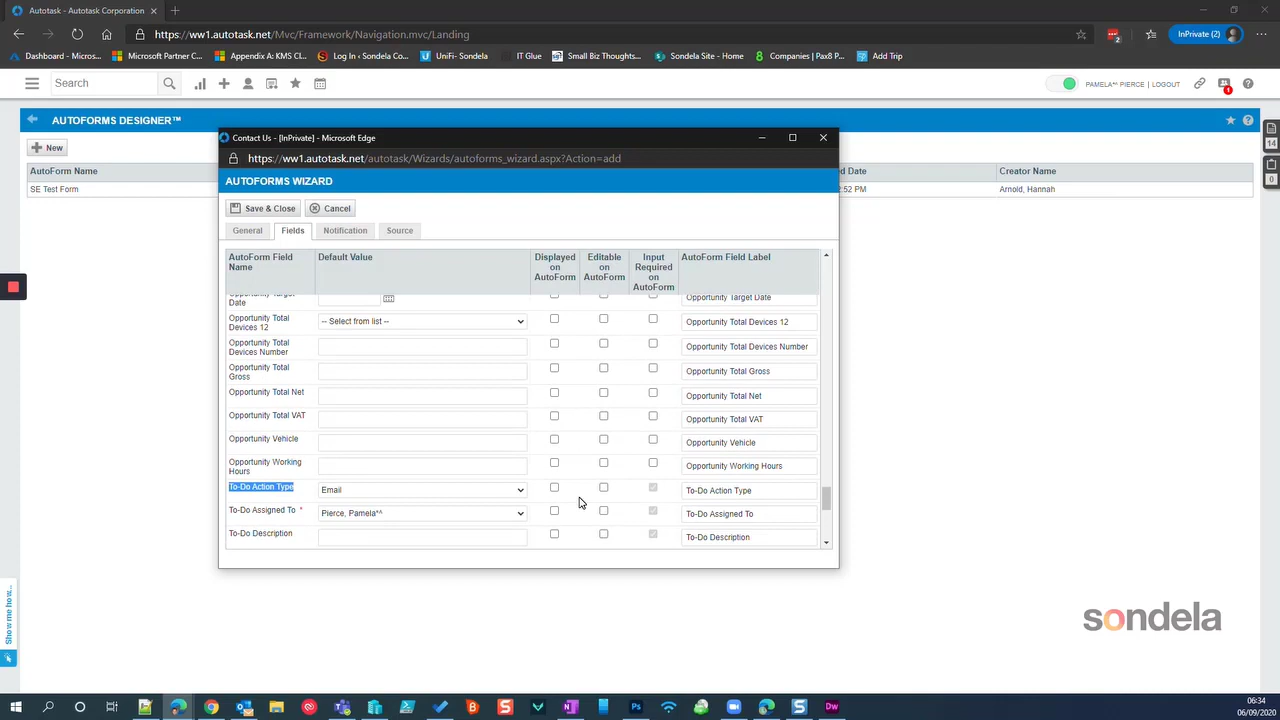 Autotask - Autotask Corporation
https://ww1.autotask.net/Mvc/Framework/Navigation.mvc/Landing
InPrivate (2)
Dashboard - Micros...
Microsoft Partner C...
Appendix A: KMS Cl...
Log In ‹ Sondela Co...
UniFi- Sondela
IT Glue
Small Biz Thoughts...
Sondela Site - Home
Companies | Pax8 P...
Add Trip
Search
PAMELA^^ PIERCE | LOGOUT
1
AUTOFORMS DESIGNER™
New
14
0
AutoForm Name
d Date
Creator Name
SE Test Form
2:52 PM
Arnold, Hannah
Contact Us - [InPrivate] - Microsoft Edge
https://ww1.autotask.net/autotask/Wizards/autoforms_wizard.aspx?Action=add
AUTOFORMS WIZARD
Save & Close
Cancel
General
Fields
Notification
Source
AutoForm Field Name
Default Value
Displayed on AutoForm
Editable on AutoForm
Input Required on AutoForm
AutoForm Field Label
Opportunity Target Date
Opportunity Target Date
Opportunity Total Devices 12
-- Select from list --
Opportunity Total Devices 12
Opportunity Total Devices Number
Opportunity Total Devices Number
Opportunity Total Gross
Opportunity Total Gross
Opportunity Total Net
Opportunity Total Net
Opportunity Total VAT
Opportunity Total VAT
Opportunity Vehicle
Opportunity Vehicle
Opportunity Working Hours
Opportunity Working Hours
To-Do Action Type
Email
To-Do Action Type
To-Do Assigned To *
Pierce, Pamela^^
To-Do Assigned To
To-Do Description
To-Do Description
Show me how...
sondela
06:34
06/09/2020